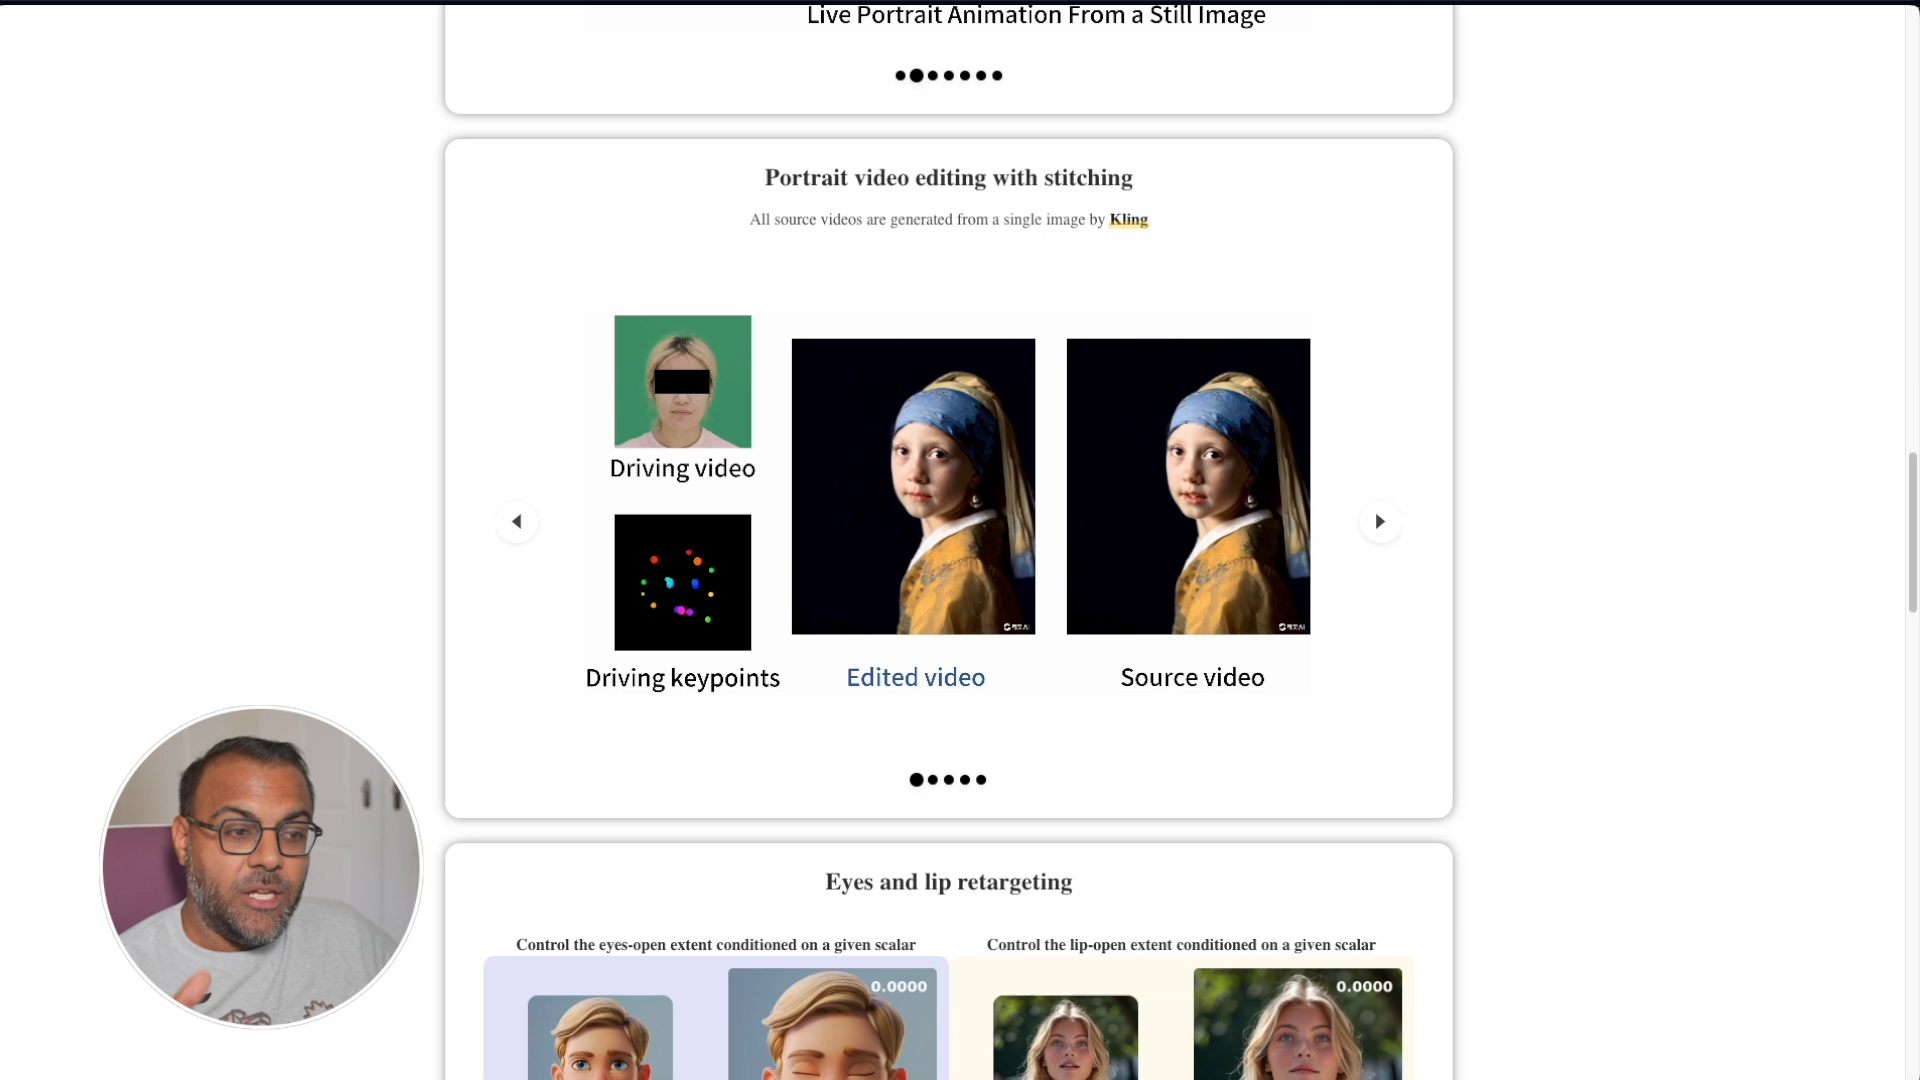 Live Portrait Animation From a Still Image
Portrait video editing with stitching
All source videos are generated from a single image by Kling
Driving video
Driving keypoints
Edited video
Source video
Eyes and lip retargeting
Control the eyes-open extent conditioned on a given scalar
Control the lip-open extent conditioned on a given scalar
0.0000
0.0000